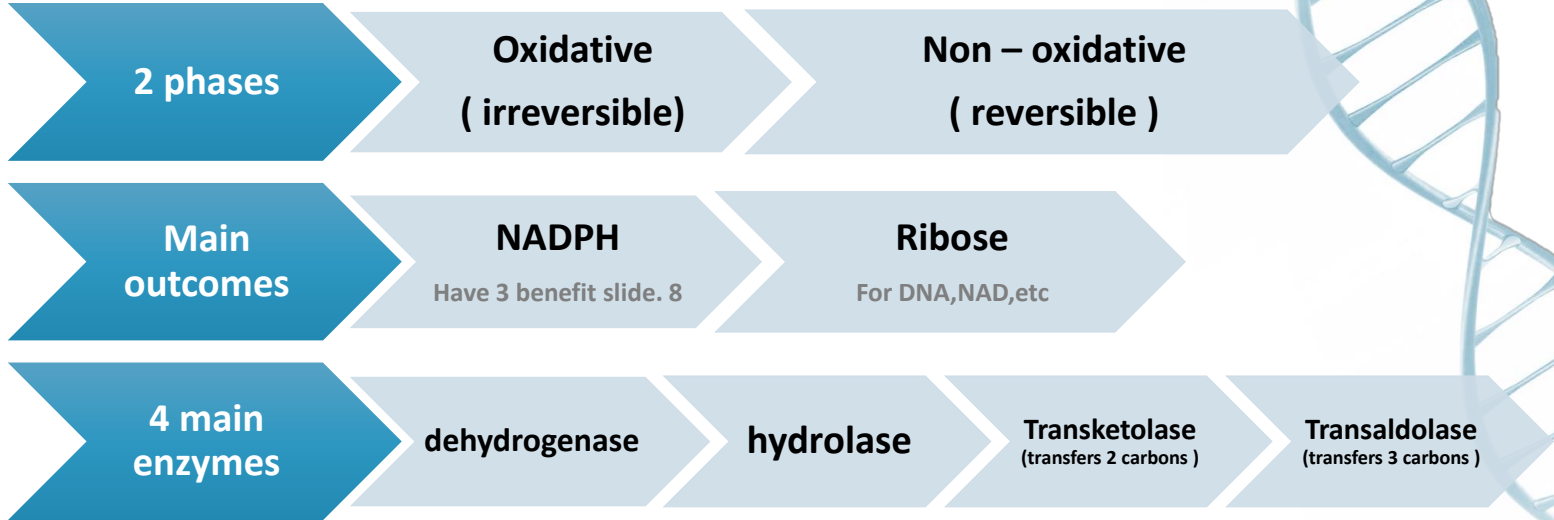 2 phases
Oxidative
( irreversible)
Non – oxidative
( reversible )
Main
outcomes
NADPH
Have 3 benefit slide. 8
Ribose
For DNA,NAD,etc
4 main
enzymes
dehydrogenase
hydrolase
Transketolase
(transfers 2 carbons )
Transaldolase
(transfers 3 carbons )